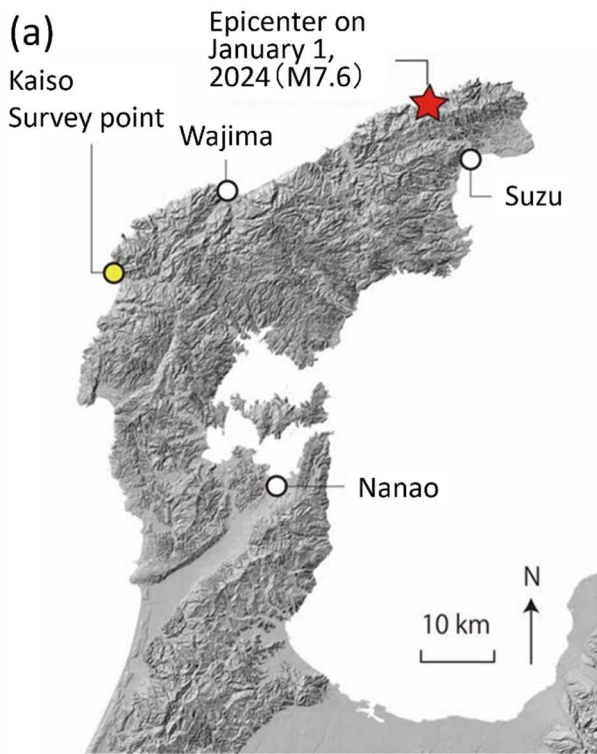 (a)
Epicenter on
January 1,
2024（M7.6）
Kaiso
Survey point
Wajima
Suzu
Nanao
N
10 km